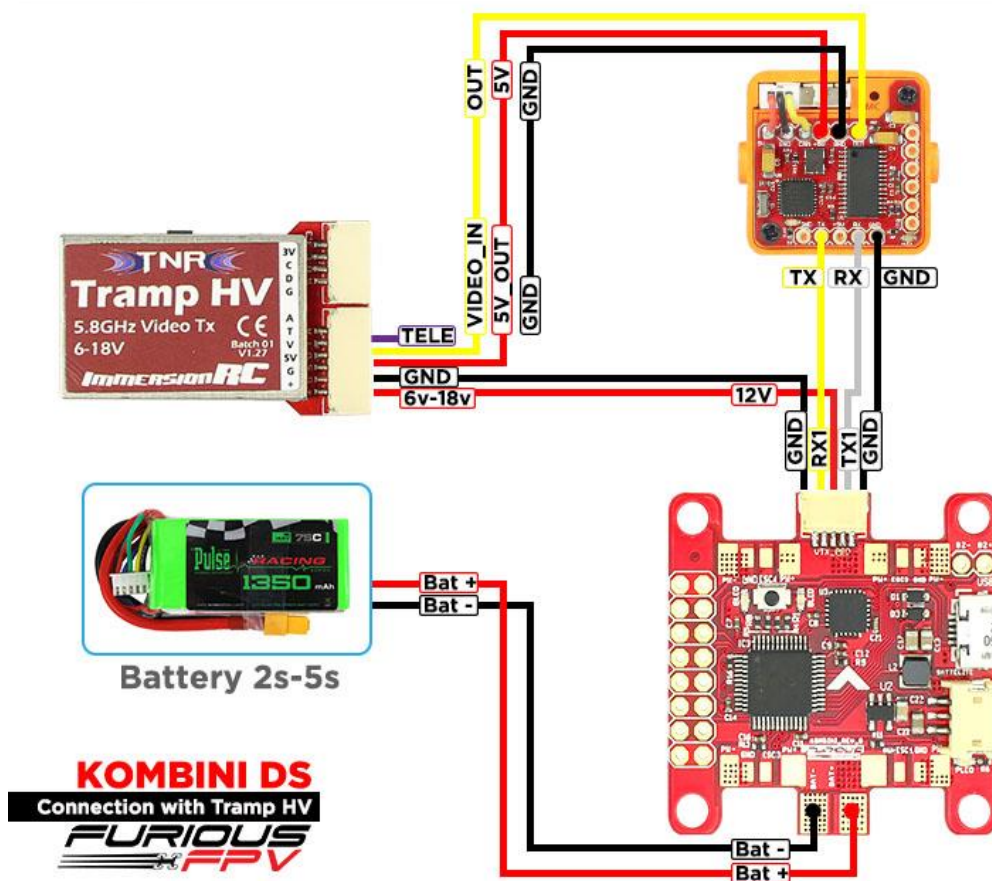 OUT
5V
GND
VIDEO_IN
5V_OUT
GND
TX
RX
GND
TNR
Tramp HV
5.8GHz Video Tx
CE
6-18V
Batch 01
V1.27
ImmersionRC
3V
C
D
G
A
T
V
5V
G
+
TELE
GND
6v-18v
12V
GND
RX1
TX1
GND
75C
Pulse
RACING
1350 mAh
Bat +
Bat -
Battery 2s-5s
U2
Bat -
Bat +
KOMBINI DS
Connection with Tramp HV
FURIOUS
FPV